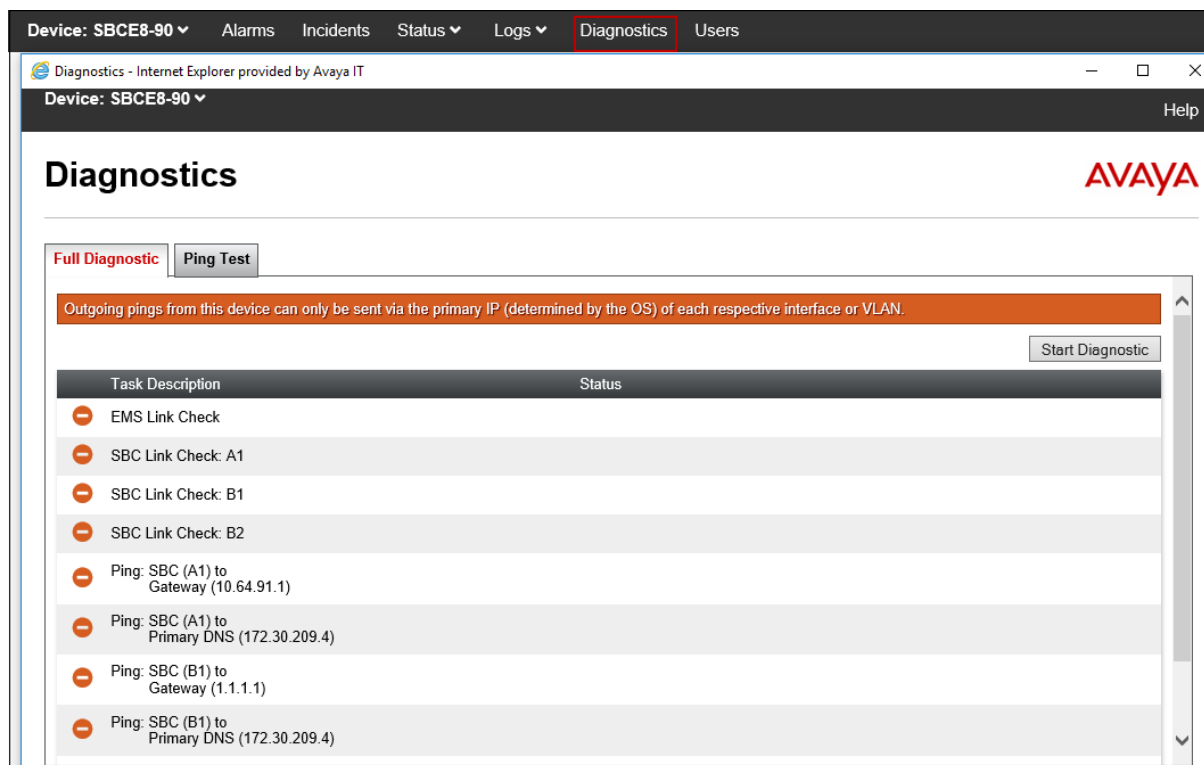 Device: SBCE8-90 Alarms Incidents Status Logs Diagnostics Users
Diagnostics - Internet Explorer provided by Avaya IT
Device: SBCE8-90
Help
Diagnostics
AVAYA
Full Diagnostic Ping Test
Outgoing pings from this device can only be sent via the primary IP (determined by the OS) of each respective interface or VLAN.
Start Diagnostic
Task Description Status
EMS Link Check
SBC Link Check: A1
SBC Link Check: B1
SBC Link Check: B2
Ping: SBC (A1) to
Gateway (10.64.91.1)
Ping: SBC (A1) to
Primary DNS (172.30.209.4)
Ping: SBC (B1) to
Gateway (1.1.1.1)
Ping: SBC (B1) to
Primary DNS (172.30.209.4)